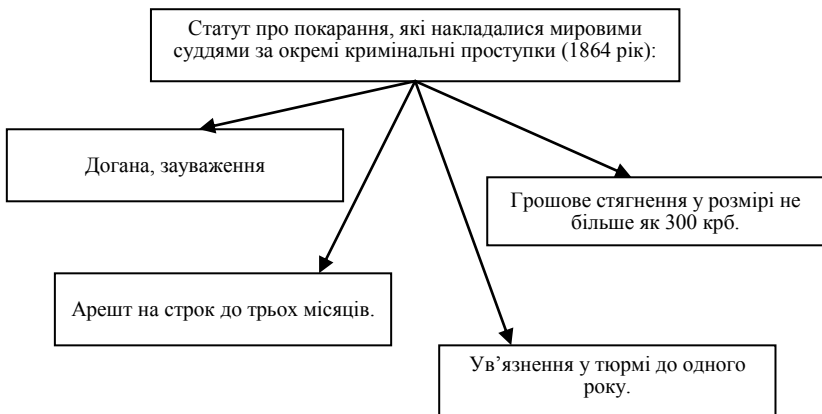 Статут про покарання, які накладалися мировими
суддями за окремі кримінальні проступки (1864 рік):
Догана, зауваження
Грошове стягнення у розмірі не
більше як 300 крб.
Арешт на строк до трьох місяців.
Ув’язнення у тюрмі до одного
року.